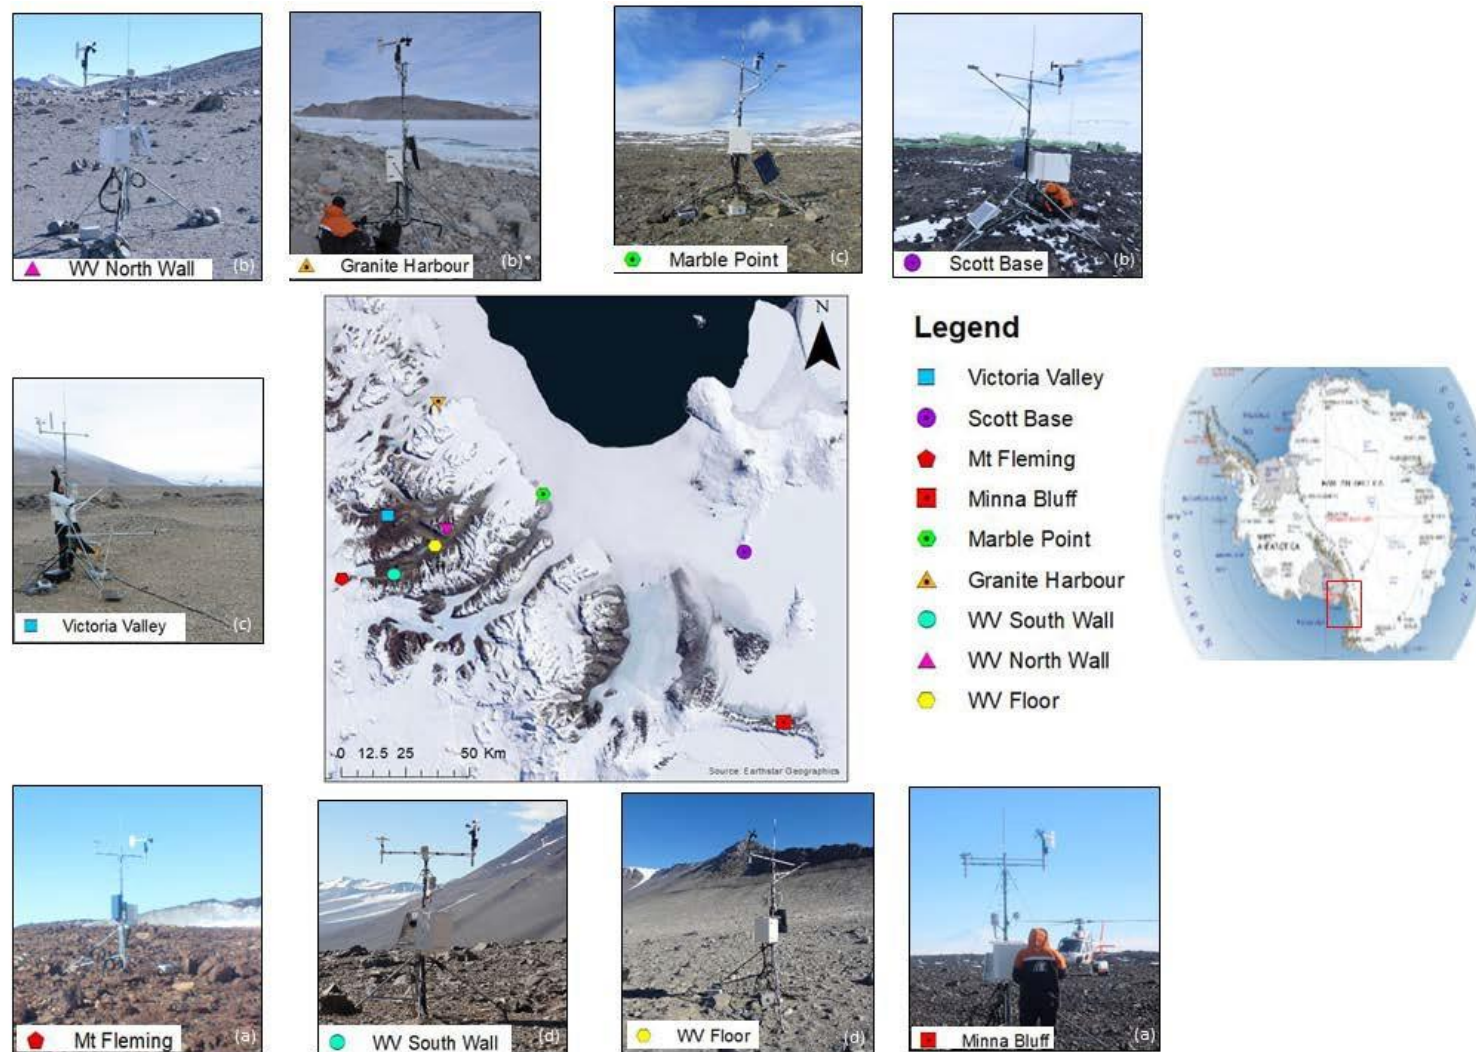 WV North Wall (b)
Granite Harbour (b)*
Marble Point (c)
Scott Base (b)
N
0 12.5 25 50 Km
Source: Earthstar Geographics
Legend
Victoria Valley
Scott Base
Mt Fleming
Minna Bluff
Marble Point
Granite Harbour
WV South Wall
WV North Wall
WV Floor
Victoria Valley (c)
Mt Fleming (a)
WV South Wall (d)
WV Floor (d)
Minna Bluff (a)